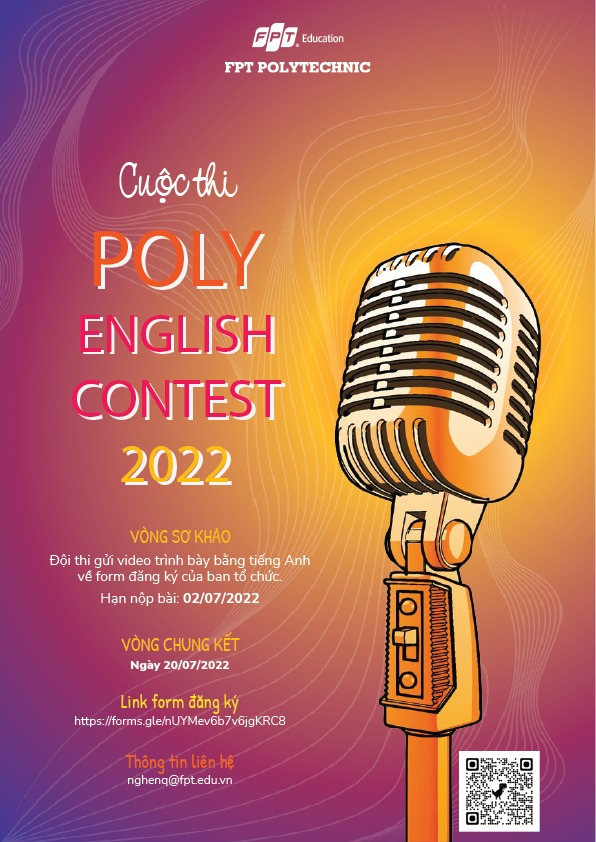 FPT Education
FPT POLYTECHNIC
Cuộc thi
POLY
ENGLISH
CONTEST
2022
VÒNG SƠ KHẢO
Đội thi gửi video trình bày bằng tiếng Anh
về form đăng ký của ban tổ chức.
Hạn nộp bài: 02/07/2022
VÒNG CHUNG KẾT
Ngày 20/07/2022
Link form đăng ký
https://forms.gle/nUYMev6b7v6jgKRC8
Thông tin liên hệ
nghenq@fpt.edu.vn